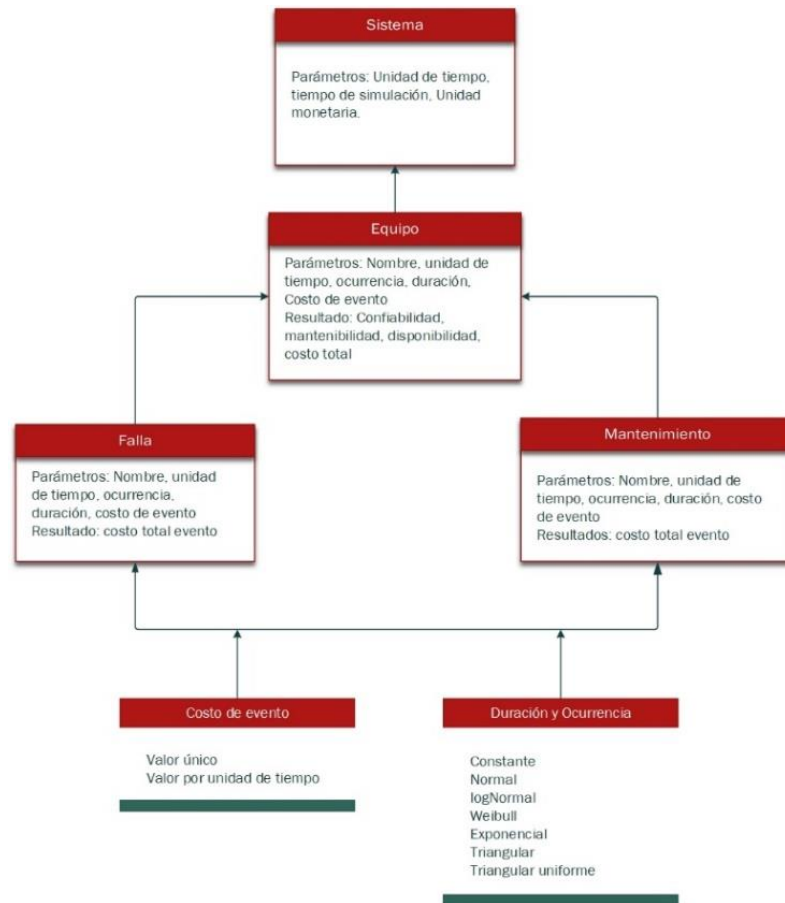 Sistema
Parámetros: Unidad de tiempo,
tiempo de simulación, Unidad
monetaria.
Equipo
Parámetros: Nombre, unidad de
tiempo, ocurrencia, duración,
Costo de evento
Resultado: Confiabilidad,
mantenibilidad, disponibilidad,
costo total
Falla
Parámetros: Nombre, unidad
de tiempo, ocurrencia,
duración, costo de evento
Resultado: costo total evento
Mantenimiento
Parámetros: Nombre, unidad de
tiempo, ocurrencia, duración, costo
de evento
Resultados: costo total evento
Costo de evento
Valor único
Valor por unidad de tiempo
Duración y Ocurrencia
Constante
Normal
logNormal
Weibull
Exponencial
Triangular
Triangular uniforme